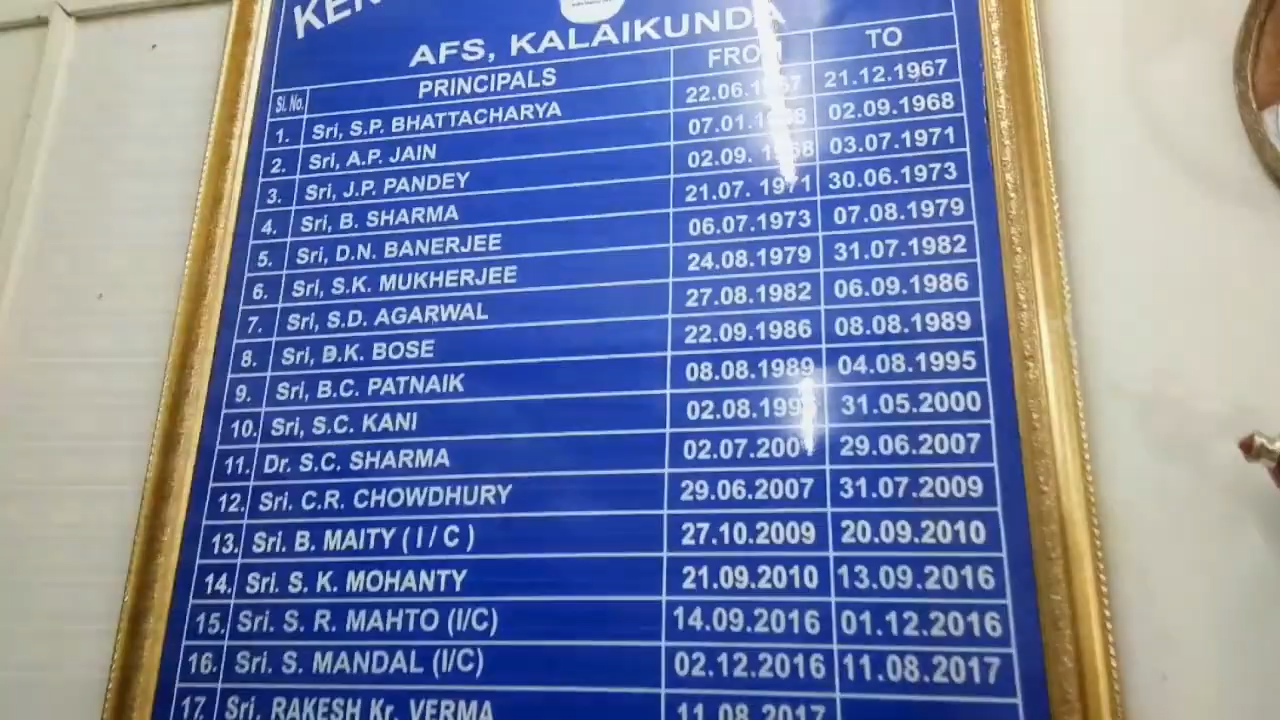 AFS, KALAIKUNDA
Sl. No. PRINCIPALS FROM TO
1. Sri, S.P. BHATTACHARYA 22.06.1967 21.12.1967
2. Sri, A.P. JAIN 07.01.1968 02.09.1968
3. Sri, J.P. PANDEY 02.09. 1968 03.07.1971
4. Sri, B. SHARMA 21.07. 1971 30.06.1973
5. Sri, D.N. BANERJEE 06.07.1973 07.08.1979
6. Sri, S.K. MUKHERJEE 24.08.1979 31.07.1982
7. Sri, S.D. AGARWAL 27.08.1982 06.09.1986
8. Sri, B.K. BOSE 22.09.1986 08.08.1989
9. Sri, B.C. PATNAIK 08.08.1989 04.08.1995
10. Sri, S.C. KANI 31.05.2000
11. Dr. S.C. SHARMA 29.06.2007
12. Sri. C.R. CHOWDHURY 29.06.2007 31.07.2009
13. Sri. B. MAITY ( I / C ) 27.10.2009 20.09.2010
14. Sri. S. K. MOHANTY 21.09.2010 13.09.2016
15. Sri. S. R. MAHTO (I/C) 14.09.2016 01.12.2016
16. Sri. S. MANDAL (I/C) 02.12.2016 11.08.2017
17. Sri. RAKESH Kr. VERMA 11.08.2017